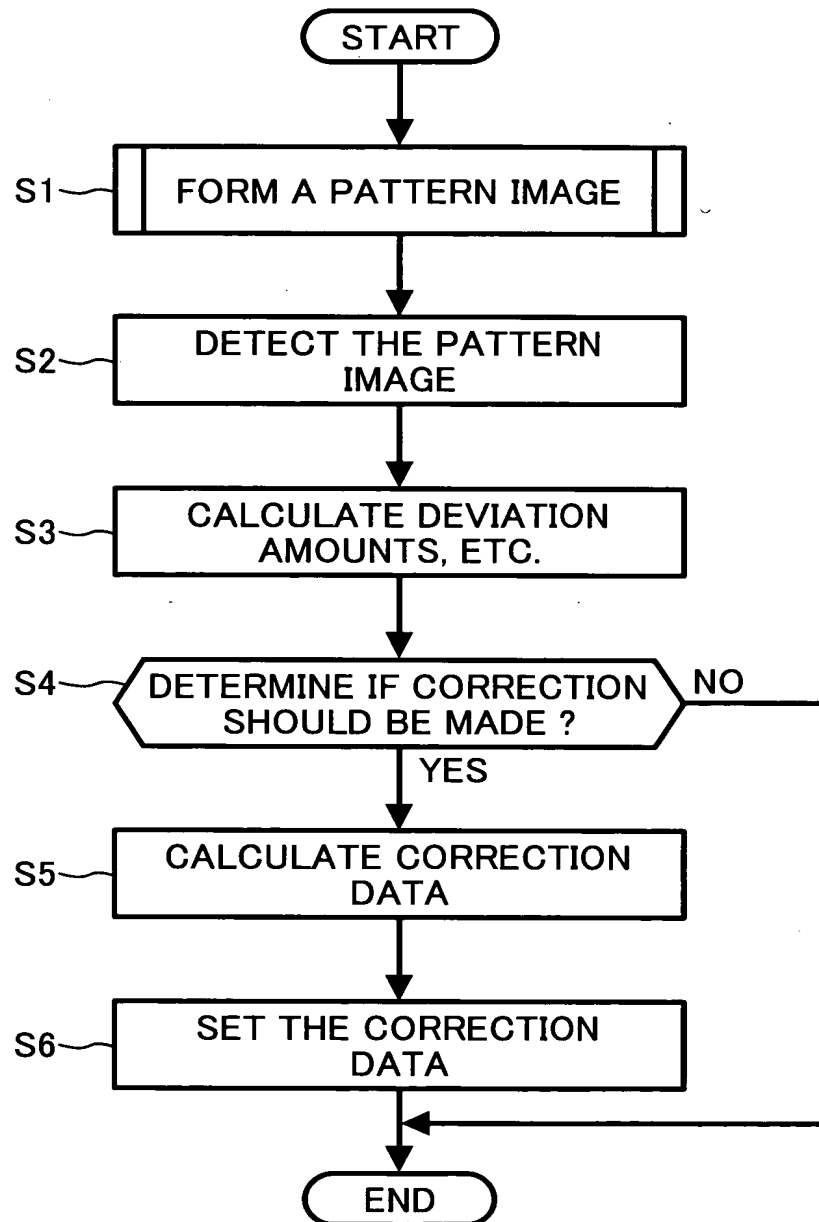 START
S1
FORM A PATTERN IMAGE
S2
DETECT THE PATTERN
IMAGE
S3
CALCULATE DEVIATION
AMOUNTS, ETC.
S4
DETERMINE IF CORRECTION
SHOULD BE MADE ?
NO
YES
S5
CALCULATE CORRECTION
DATA
S6
SET THE CORRECTION
DATA
END